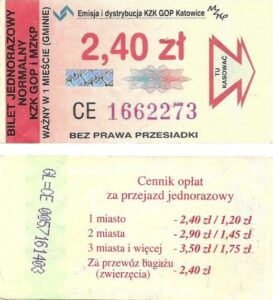 BILET JEDNORAZOWY
NORMALNY
KZK GOP i MZKP
WAŻNY W 1 MIEŚCIE (GMINIE)
Emisja i dystrybucja KZK GOP Katowice
MZKP
2,40 zł
CE 1662273
BEZ PRAWA PRZESIADKI
TU
KASOWAĆ
Cennik opłat
za przejazd jednorazowy
1 miasto - 2,40 zł / 1,20 zł
2 miasta - 2,90 zł / 1,45 zł
3 miasta i więcej - 3,50 zł / 1,75 zł
Za przewóz bagażu
(zwierzęcia) - 2,40 zł